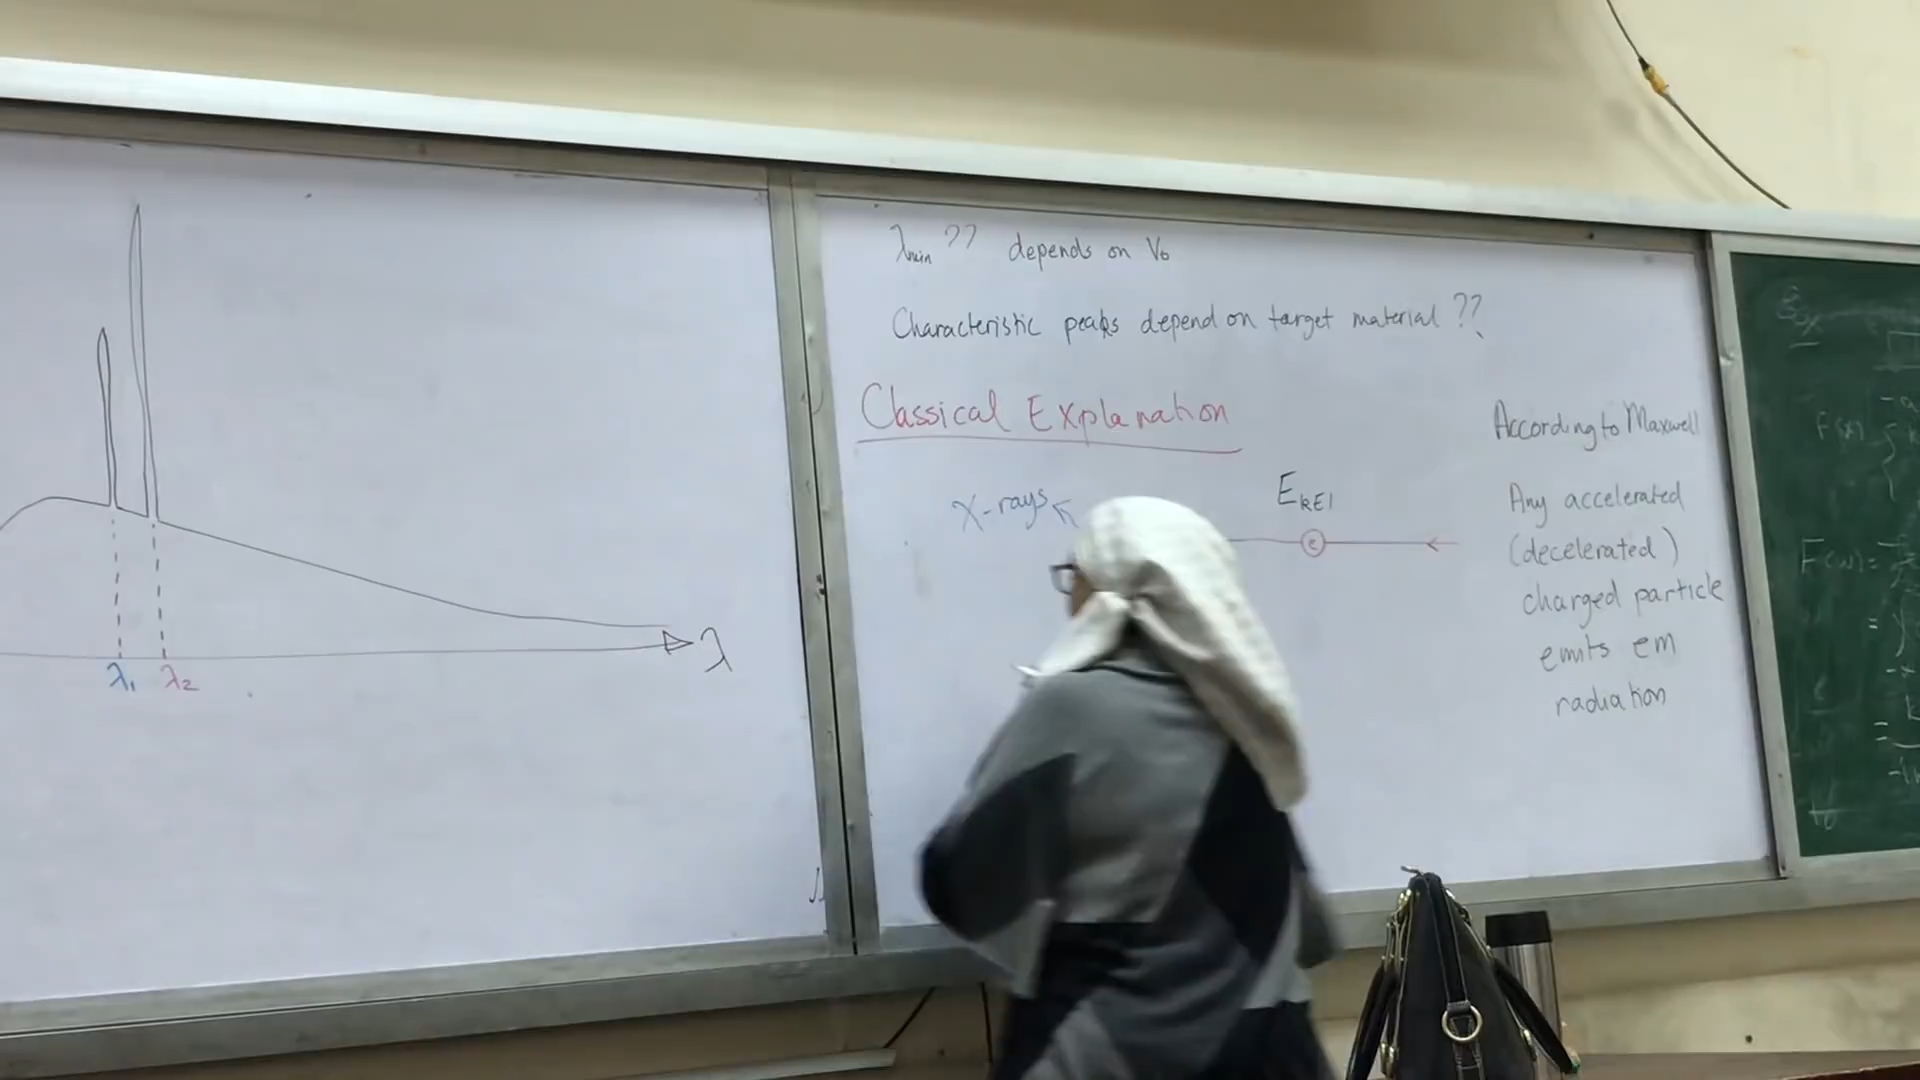 λ
λ₁ λ₂
λmin ?? depends on V₀
Characteristic peaks depend on target material ??
Classical Explanation
X-rays
E_KE1
e
According to Maxwell
Any accelerated
(decelerated)
charged particle
emits em
radiation
F(x)
F(w) =